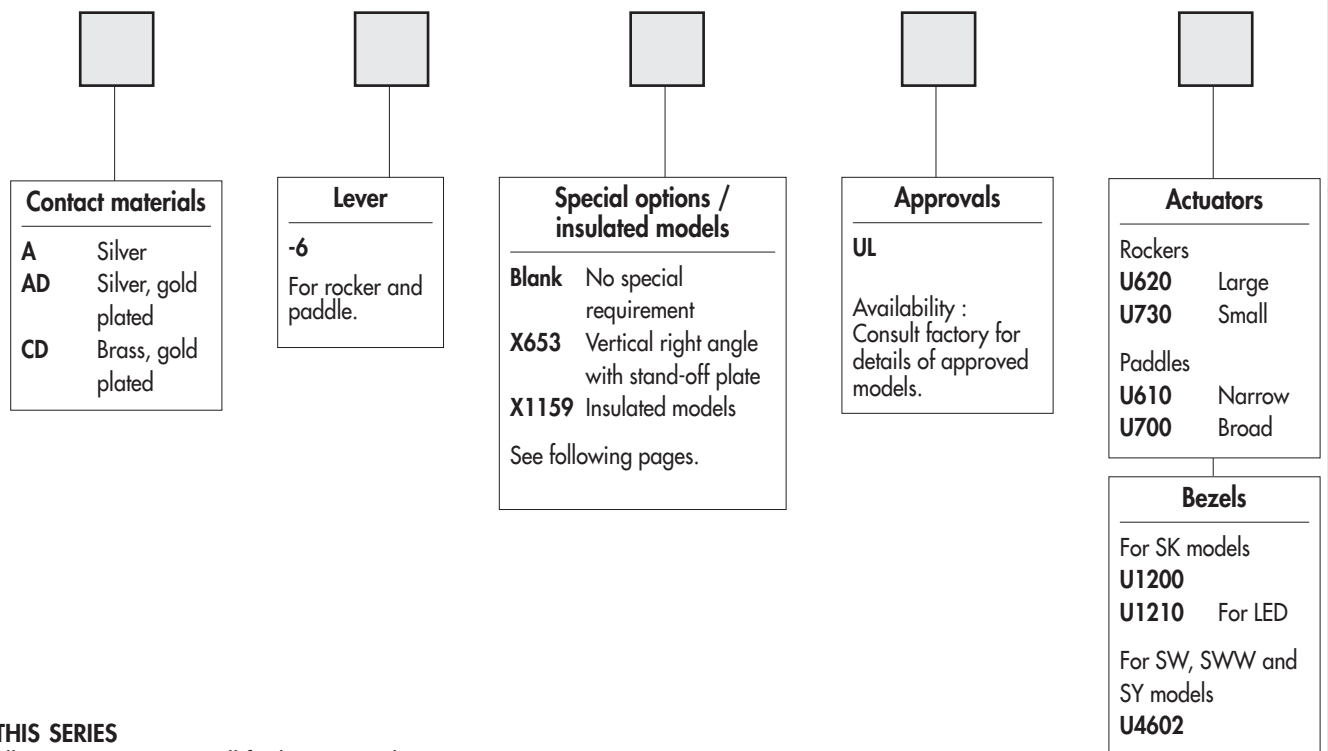 Contact materials
A Silver
AD Silver, gold
plated
CD Brass, gold
plated
Lever
-6
For rocker and
paddle.
Special options /
insulated models
Blank No special
requirement
X653 Vertical right angle
with stand-off plate
X1159 Insulated models
See following pages.
Approvals
UL
Availability :
Consult factory for
details of approved
models.
Actuators
Rockers
U620 Large
U730 Small
Paddles
U610 Narrow
U700 Broad
Bezels
For SK models
U1200
U1210 For LED
For SW, SWW and
SY models
U4602
THIS SERIES